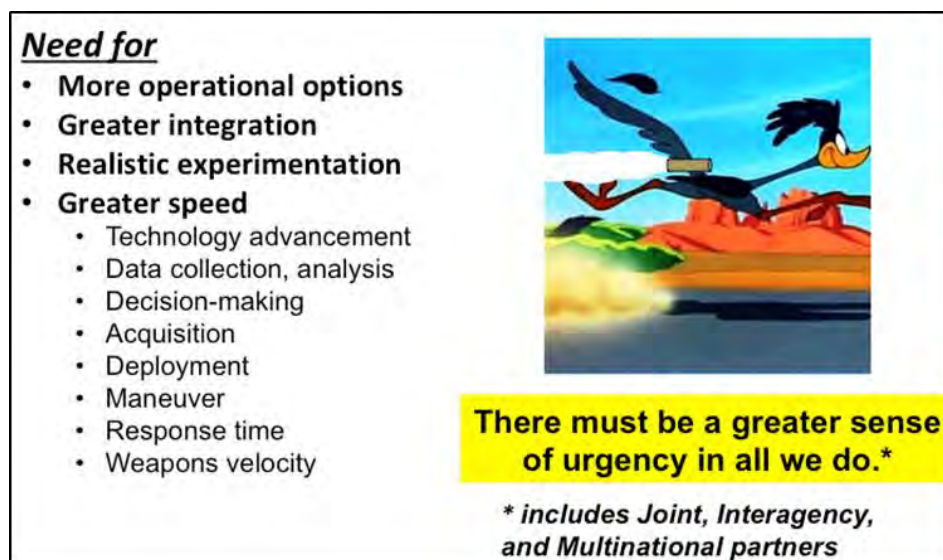 Need for
• More operational options
• Greater integration
• Realistic experimentation
• Greater speed
• Technology advancement
• Data collection, analysis
• Decision-making
• Acquisition
• Deployment
• Maneuver
• Response time
• Weapons velocity
There must be a greater sense
of urgency in all we do.*
* includes Joint, Interagency,
and Multinational partners